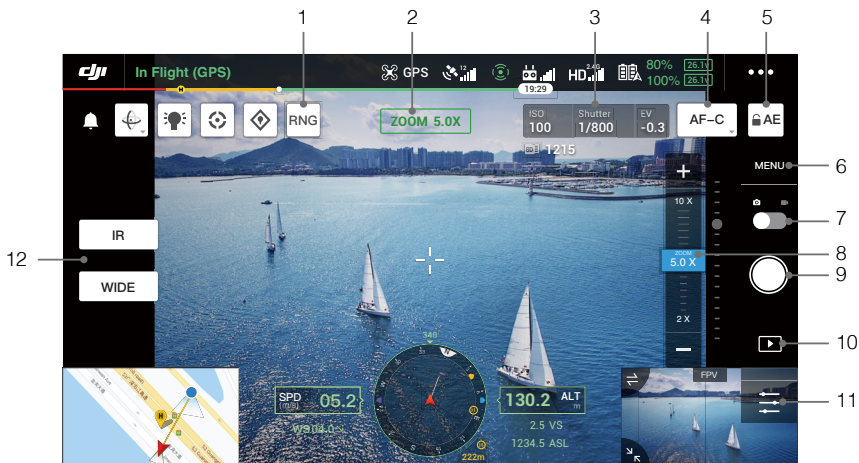 1 2 3 4 5
dji In Flight (GPS) GPS 12 2.4G HD A 80% 26.1V
100% 26.1V
H 19:29
RNG ZOOM 5.0X ISO 100 Shutter 1/800 EV -0.3 AF-C AE
1215
MENU 6
+
10 X
7
IR
ZOOM
5.0 X 8
12
9
WIDE
2 X
10
340
N
FPV
SPD (m/s) 05.2 130.2 ALT m
11
H
2.5 VS
1234.5 ASL
222m